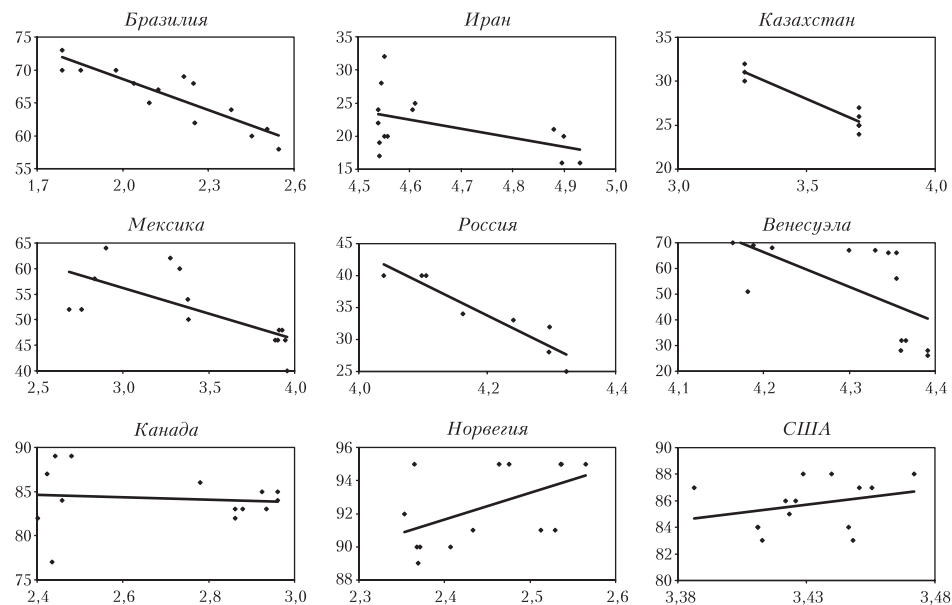 Бразилия
75
70
65
60
55
1,7 2,0 2,3 2,6
Иран
35
30
25
20
15
4,5 4,6 4,7 4,8 4,9 5,0
Казахстан
35
30
25
20
3,0 3,5 4,0
Мексика
65
60
55
50
45
40
2,5 3,0 3,5 4,0
Россия
45
40
35
30
25
4,0 4,2 4,4
Венесуэла
70
60
50
40
30
20
4,1 4,2 4,3 4,4
Канада
90
85
80
75
2,4 2,6 2,8 3,0
Норвегия
96
94
92
90
88
2,3 2,4 2,5 2,6
США
90
88
86
84
82
80
3,38 3,43 3,48